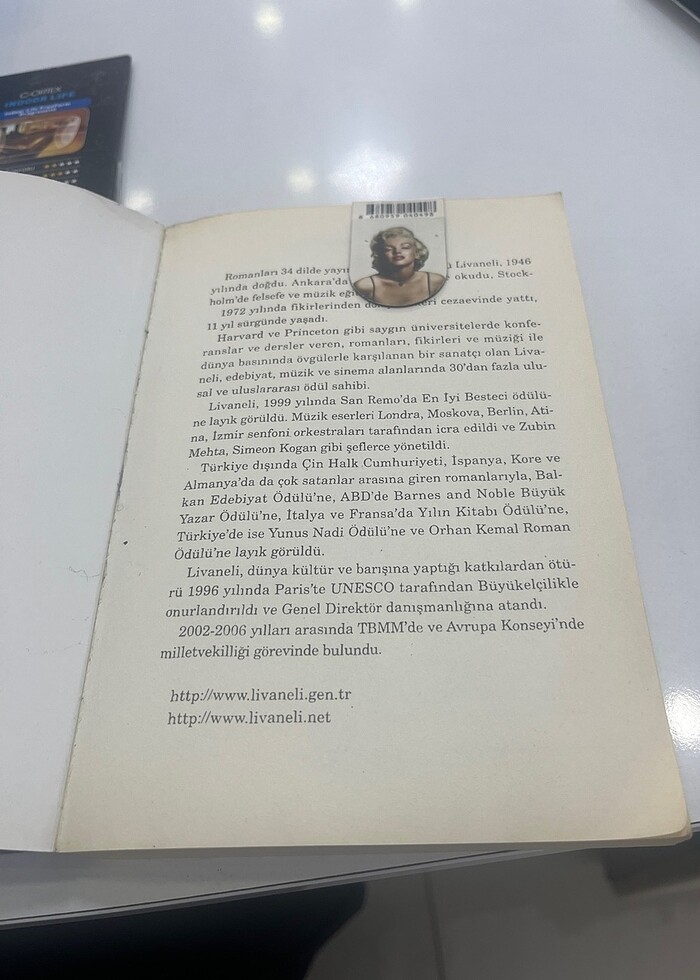 INDOOR LIFE
Romanları 34 dilde yayı Livaneli, 1946
yılında doğdu. Ankara'da okudu, Stock-
holm'de felsefe ve müzik eği
1972 yılında fikirlerinden cezaevinde yattı,
11 yıl sürgünde yaşadı.
Harvard ve Princeton gibi saygın üniversitelerde konfe-
ranslar ve dersler veren, romanları, fikirleri ve müziği ile
dünya basınında övgülerle karşılanan bir sanatçı olan Liva-
neli, edebiyat, müzik ve sinema alanlarında 30'dan fazla ulu-
sal ve uluslararası ödül sahibi.
Livaneli, 1999 yılında San Remo'da En İyi Besteci ödülü-
ne layık görüldü. Müzik eserleri Londra, Moskova, Berlin, Ati-
na, İzmir senfoni orkestraları tarafından icra edildi ve Zubin
Mehta, Simeon Kogan gibi şeflerce yönetildi.
Türkiye dışında Çin Halk Cumhuriyeti, İspanya, Kore ve
Almanya'da da çok satanlar arasına giren romanlarıyla, Bal-
kan Edebiyat Ödülü'ne, ABD'de Barnes and Noble Büyük
Yazar Ödülü'ne, İtalya ve Fransa'da Yılın Kitabı Ödülü'ne,
Türkiye'de ise Yunus Nadi Ödülü'ne ve Orhan Kemal Roman
Ödülü'ne layık görüldü.
Livaneli, dünya kültür ve barışına yaptığı katkılardan ötü-
rü 1996 yılında Paris'te UNESCO tarafından Büyükelçilikle
onurlandırıldı ve Genel Direktör danışmanlığına atandı.
2002-2006 yılları arasında TBMM'de ve Avrupa Konseyi'nde
milletvekilliği görevinde bulundu.
http://www.livaneli.gen.tr
http://www.livaneli.net